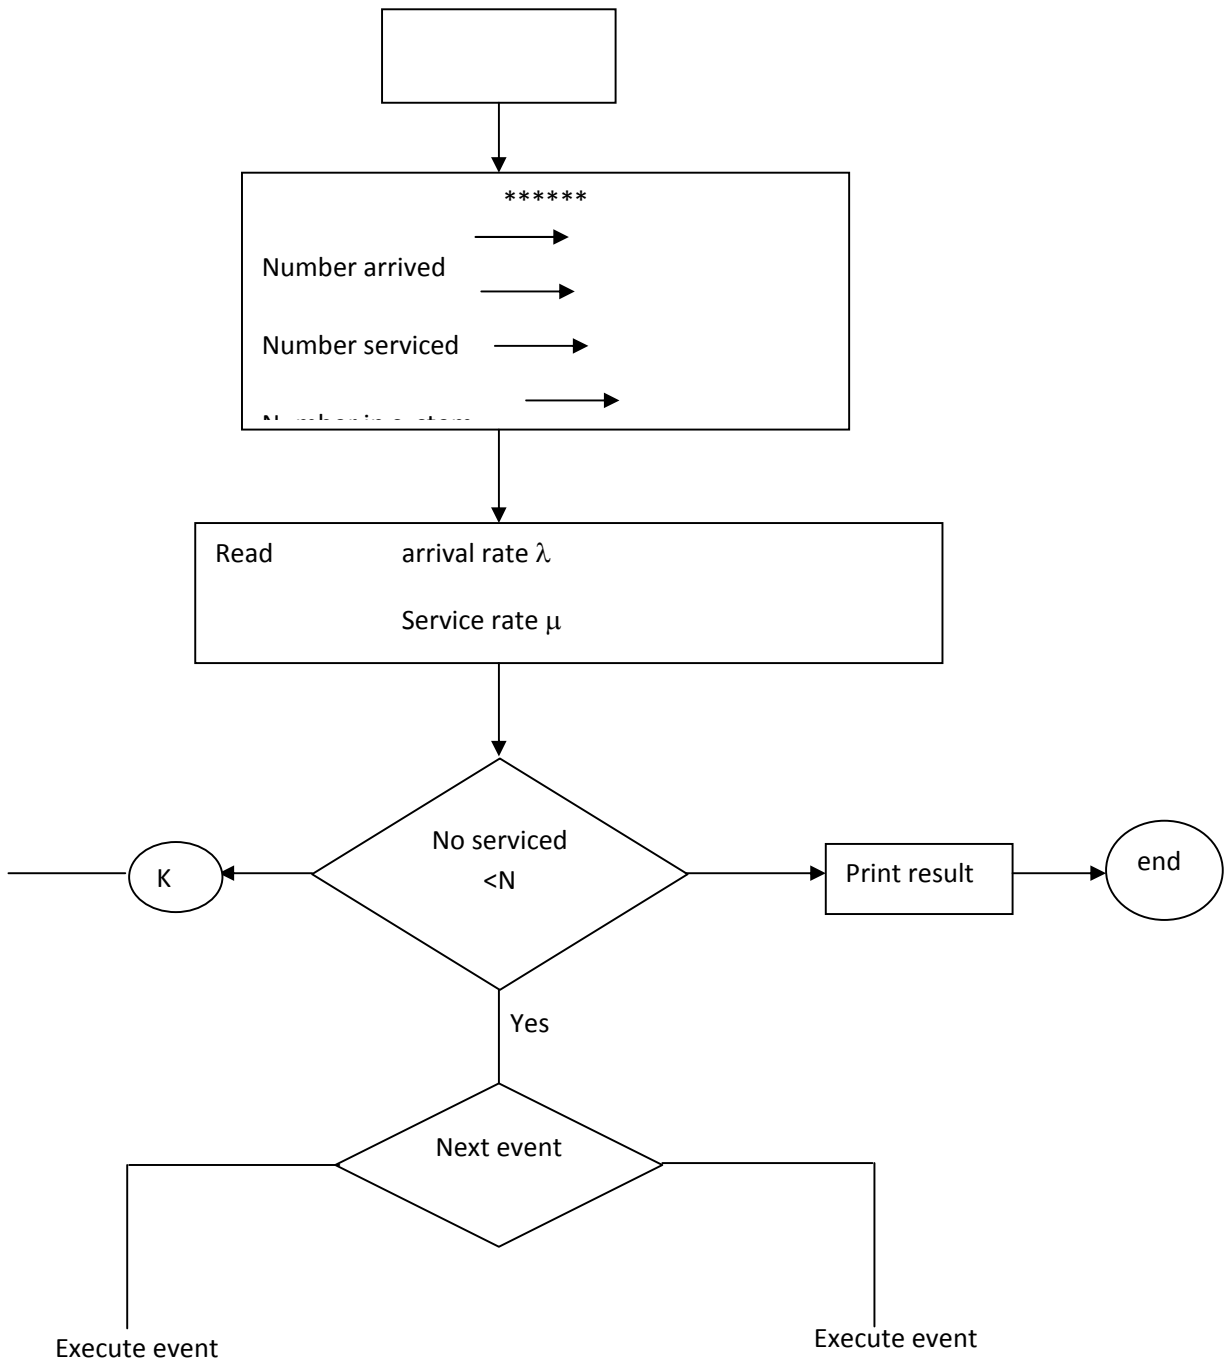 ******
Number arrived
Number serviced
Read arrival rate λ
Service rate μ
No serviced
<N
K
Print result
end
Yes
Next event
Execute event
Execute event